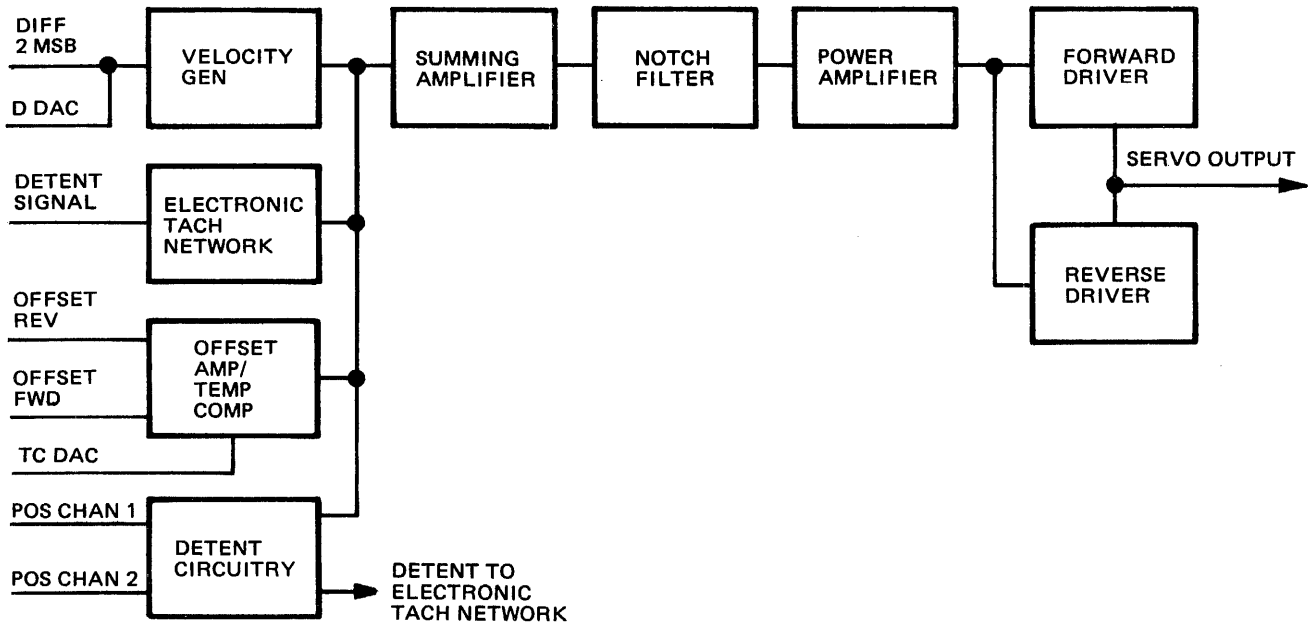 DIFF
2 MSB
D DAC
VELOCITY
GEN
SUMMING
AMPLIFIER
NOTCH
FILTER
POWER
AMPLIFIER
FORWARD
DRIVER
SERVO OUTPUT
REVERSE
DRIVER
DETENT
SIGNAL
ELECTRONIC
TACH
NETWORK
OFFSET
REV
OFFSET
FWD
TC DAC
OFFSET
AMP/
TEMP
COMP
POS CHAN 1
POS CHAN 2
DETENT
CIRCUITRY
DETENT TO
ELECTRONIC
TACH NETWORK